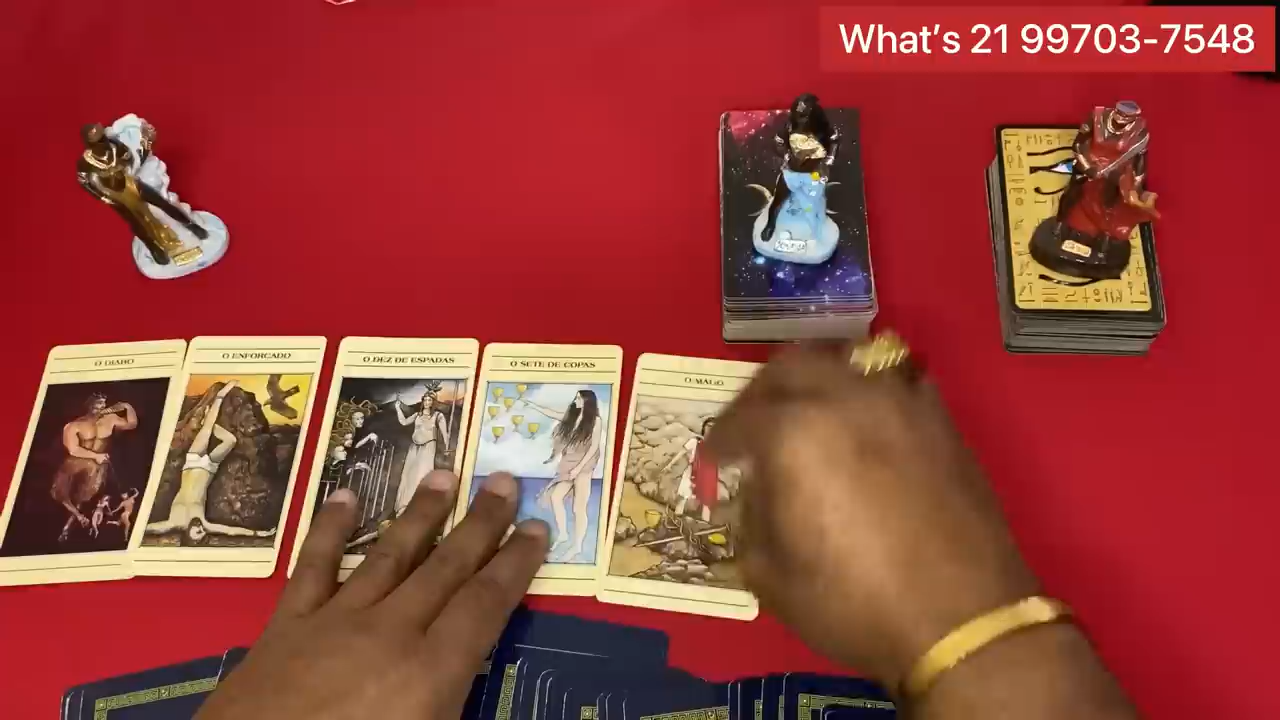 What's 21 99703-7548
O DIABO
O ENFORCADO
O DEZ DE ESPADAS
O SETE DE COPAS
O MAGO